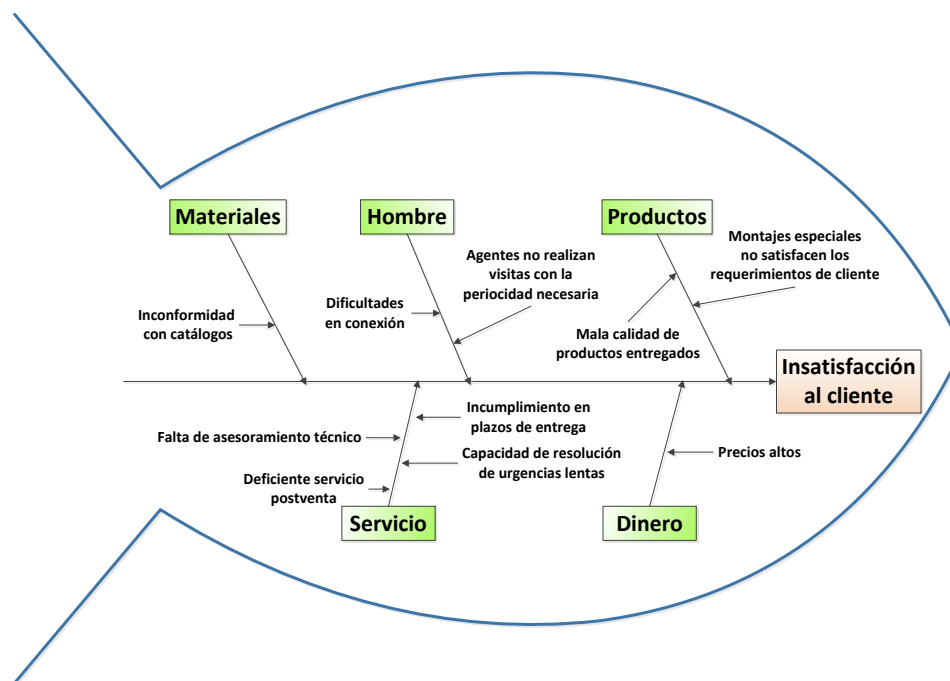 Materiales
Hombre
Productos
Inconformidad
con catálogos
Dificultades
en conexión
Agentes no realizan
visitas con la
periocidad necesaria
Mala calidad de
productos entregados
Montajes especiales
no satisfacen los
requerimientos de cliente
Insatisfacción
al cliente
Falta de asesoramiento técnico
Deficiente servicio
postventa
Incumplimiento en
plazos de entrega
Capacidad de resolución
de urgencias lentas
Precios altos
Servicio
Dinero